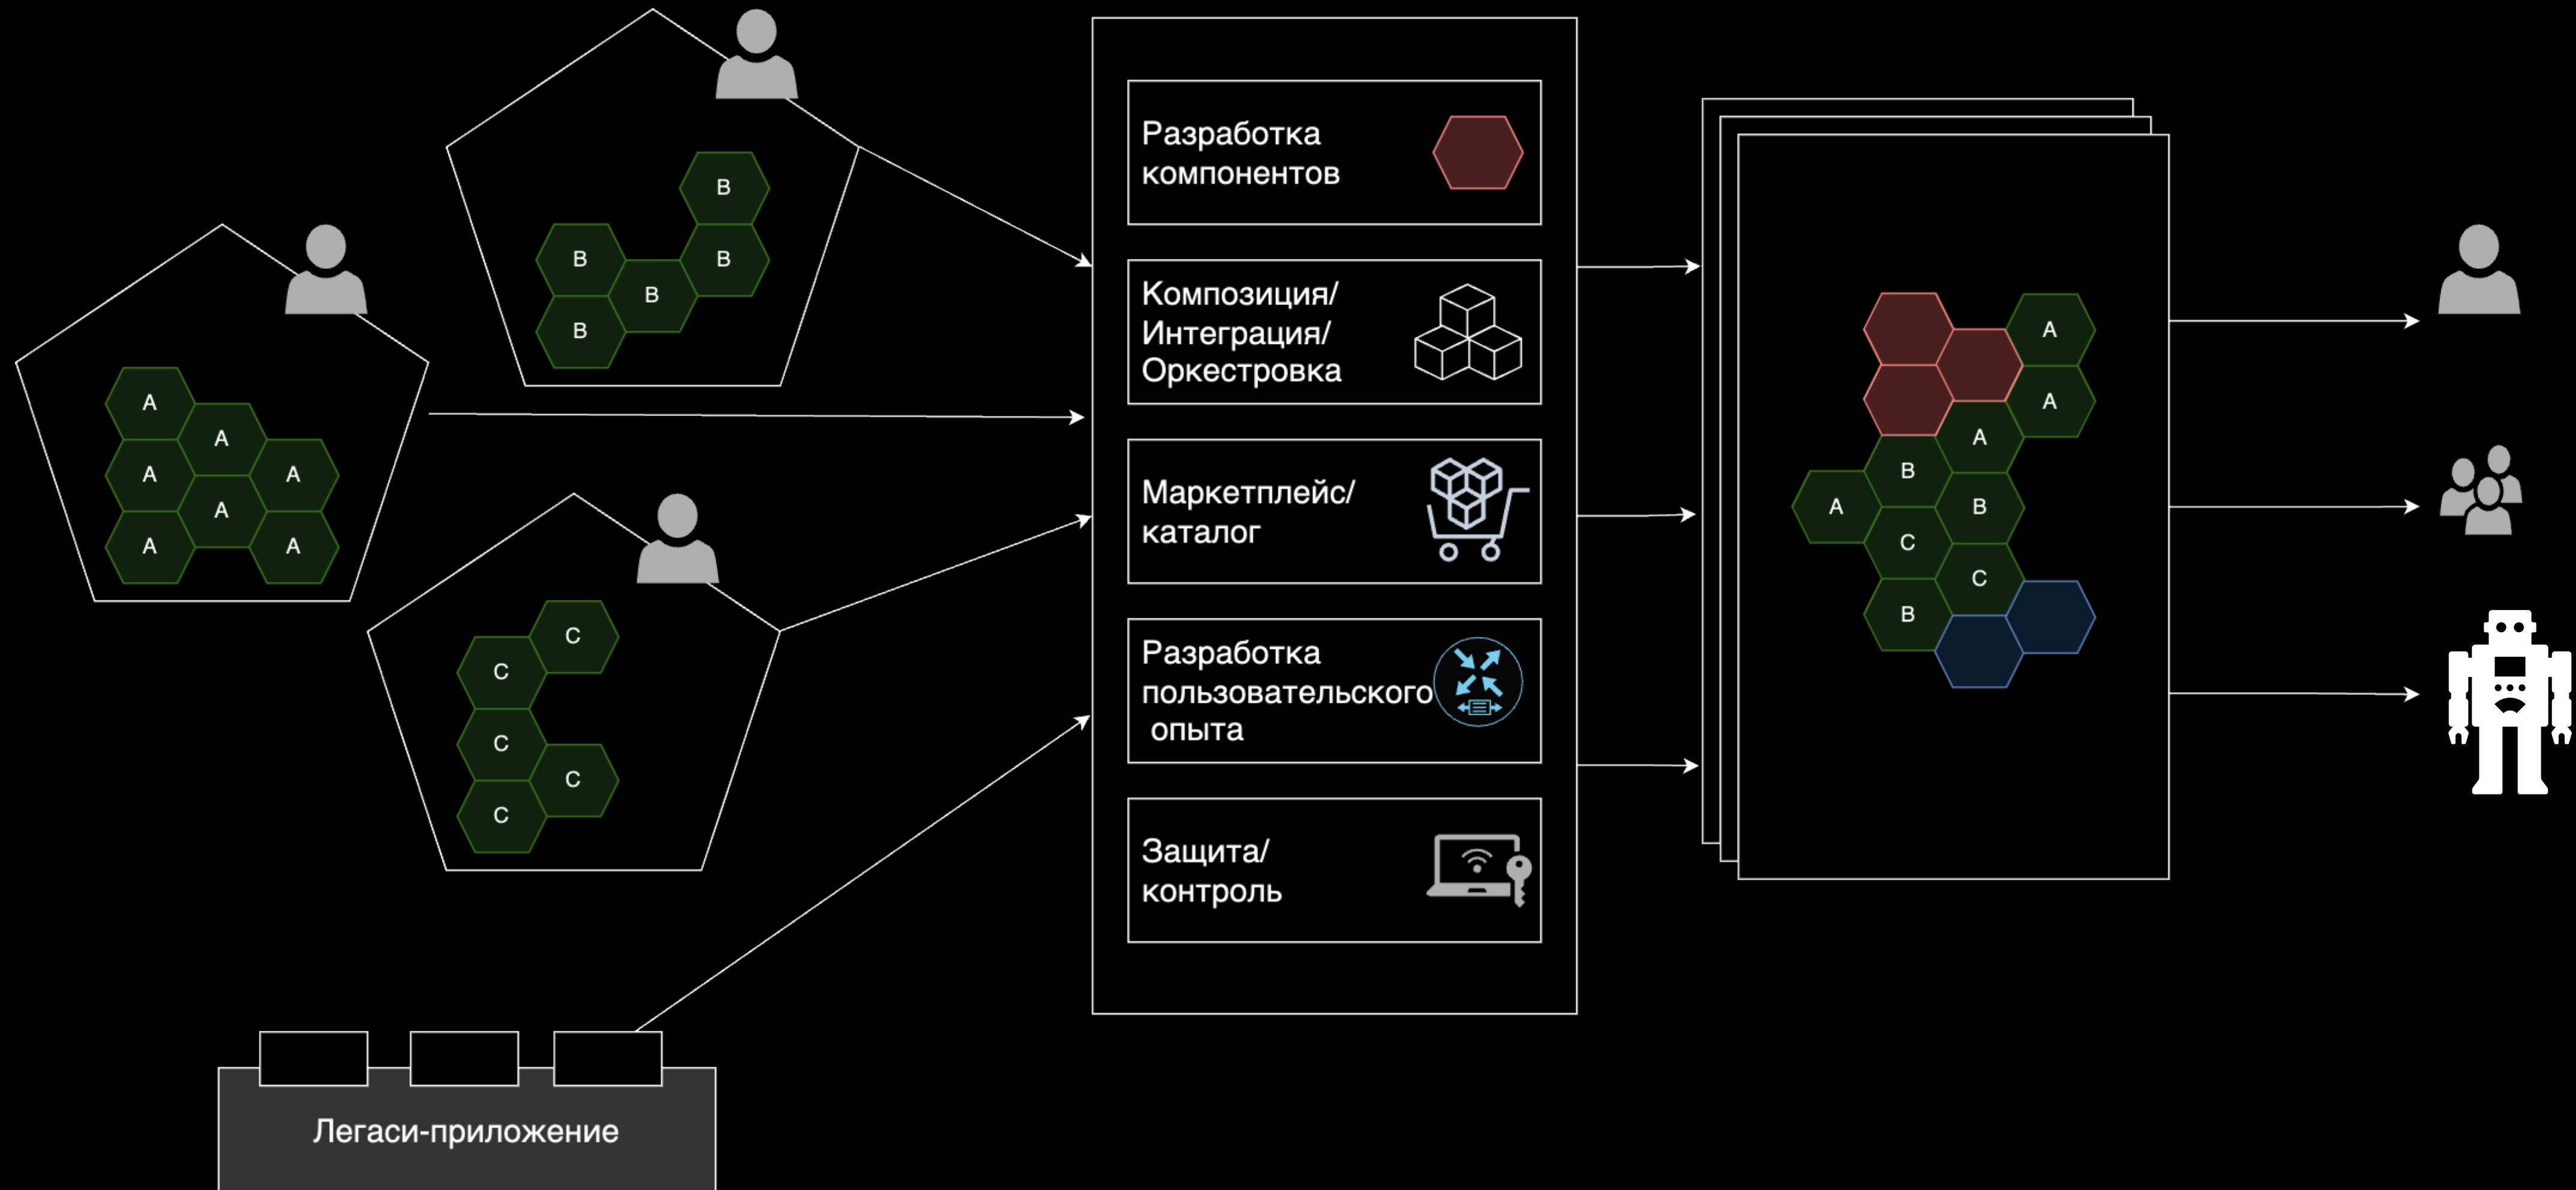 B
B
B
B
B
A
A
A
A
A
A
A
C
C
C
C
C
Легаси-приложение
Разработка
компонентов
Композиция/
Интеграция/
Оркестровка
Маркетплейс/
каталог
Разработка
пользовательского
опыта
Защита/
контроль
A
A
A
B
A
B
C
C
B